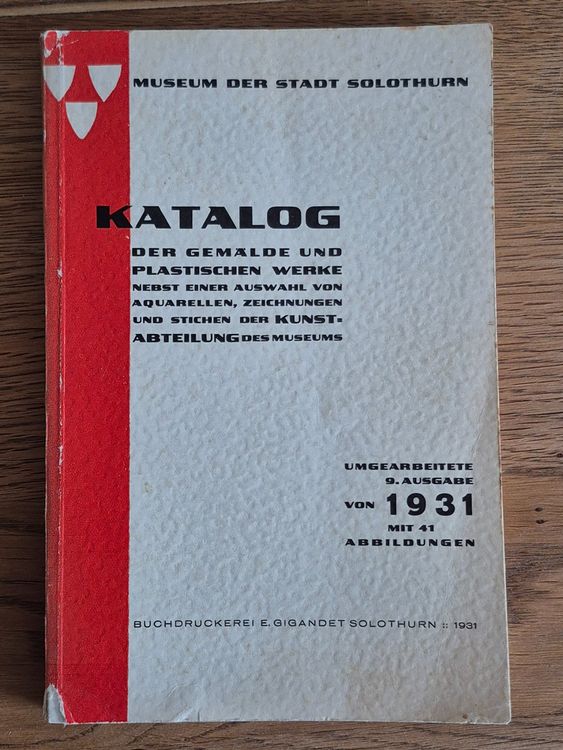 MUSEUM DER STADT SOLOTHURN
KATALOG
DER GEMÄLDE UND
PLASTISCHEN WERKE
NEBST EINER AUSWAHL VON
AQUARELLEN, ZEICHNUNGEN
UND STICHEN DER KUNST-
ABTEILUNG DES MUSEUMS
UMGEARBEITETE
9. AUSGABE
VON 1931
MIT 41
ABBILDUNGEN
BUCHDRUCKEREI E. GIGANDET SOLOTHURN :: 1931